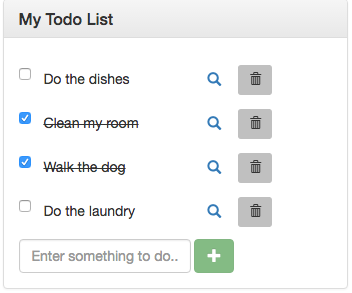 My Todo List
Do the dishes
Clean my room
Walk the dog
Do the laundry
Enter something to do..